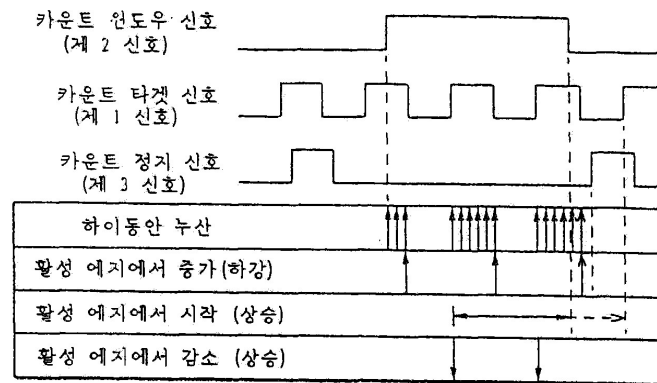 카운트 윈도우 신호
(제 2 신호)
카운트 타겟 신호
(제 1 신호)
카운트 정지 신호
(제 3 신호)
하이동안 누산
활성 에지에서 증가(하강)
활성 에지에서 시작 (상승)
활성 에지에서 감소 (상승)